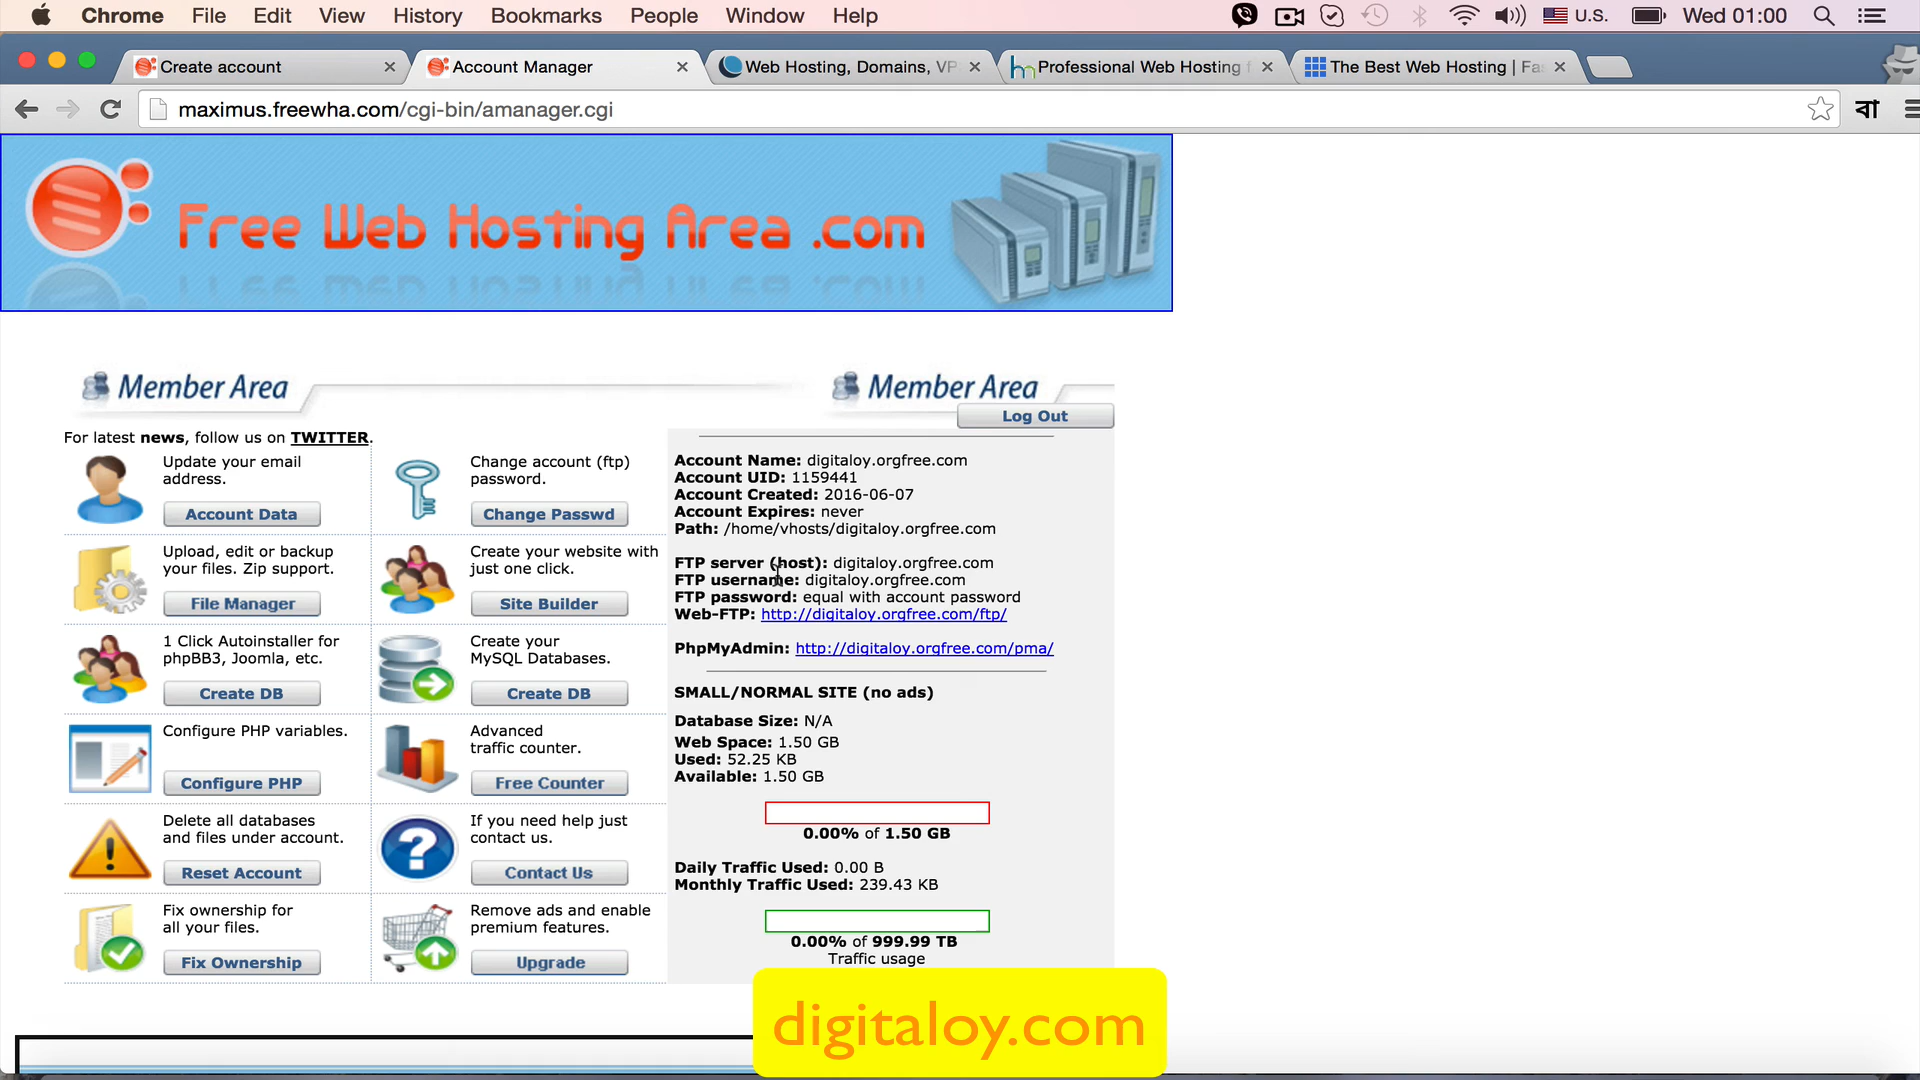 Chrome File Edit View History Bookmarks People Window Help U.S. Wed 01:00
Create account Account Manager Web Hosting, Domains, VP Professional Web Hosting f The Best Web Hosting | Fas
maximus.freewha.com/cgi-bin/amanager.cgi বা
Free Web Hosting Area .com
Member Area Member Area
Log Out
For latest news, follow us on TWITTER.
Update your email
address.
Account Data
Change account (ftp)
password.
Change Passwd
Upload, edit or backup
your files. Zip support.
File Manager
Create your website with
just one click.
Site Builder
1 Click Autoinstaller for
phpBB3, Joomla, etc.
Create DB
Create your
MySQL Databases.
Create DB
Configure PHP variables.
Configure PHP
Advanced
traffic counter.
Free Counter
Delete all databases
and files under account.
Reset Account
If you need help just
contact us.
Contact Us
Fix ownership for
all your files.
Fix Ownership
Remove ads and enable
premium features.
Upgrade
Account Name: digitaloy.orgfree.com
Account UID: 1159441
Account Created: 2016-06-07
Account Expires: never
Path: /home/vhosts/digitaloy.orgfree.com
FTP server (host): digitaloy.orgfree.com
FTP username: digitaloy.orgfree.com
FTP password: equal with account password
Web-FTP: http://digitaloy.orgfree.com/ftp/
PhpMyAdmin: http://digitaloy.orgfree.com/pma/
SMALL/NORMAL SITE (no ads)
Database Size: N/A
Web Space: 1.50 GB
Used: 52.25 KB
Available: 1.50 GB
0.00% of 1.50 GB
Daily Traffic Used: 0.00 B
Monthly Traffic Used: 239.43 KB
0.00% of 999.99 TB
Traffic usage
digitaloy.com